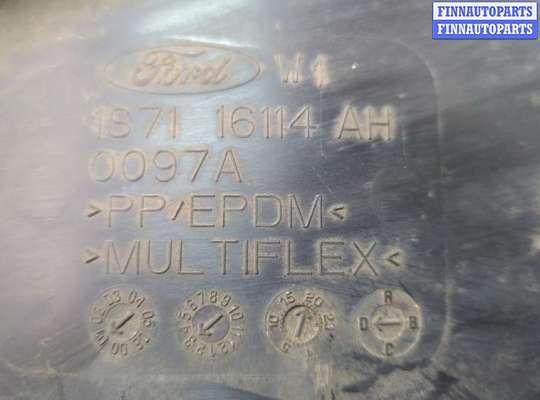 FINNAUTOPARTS
FINNAUTOPARTS
Ford W1
1S71 16114 AH
0097A
>PP/EPDM<
>MULTIFLEX<
A
D B
C